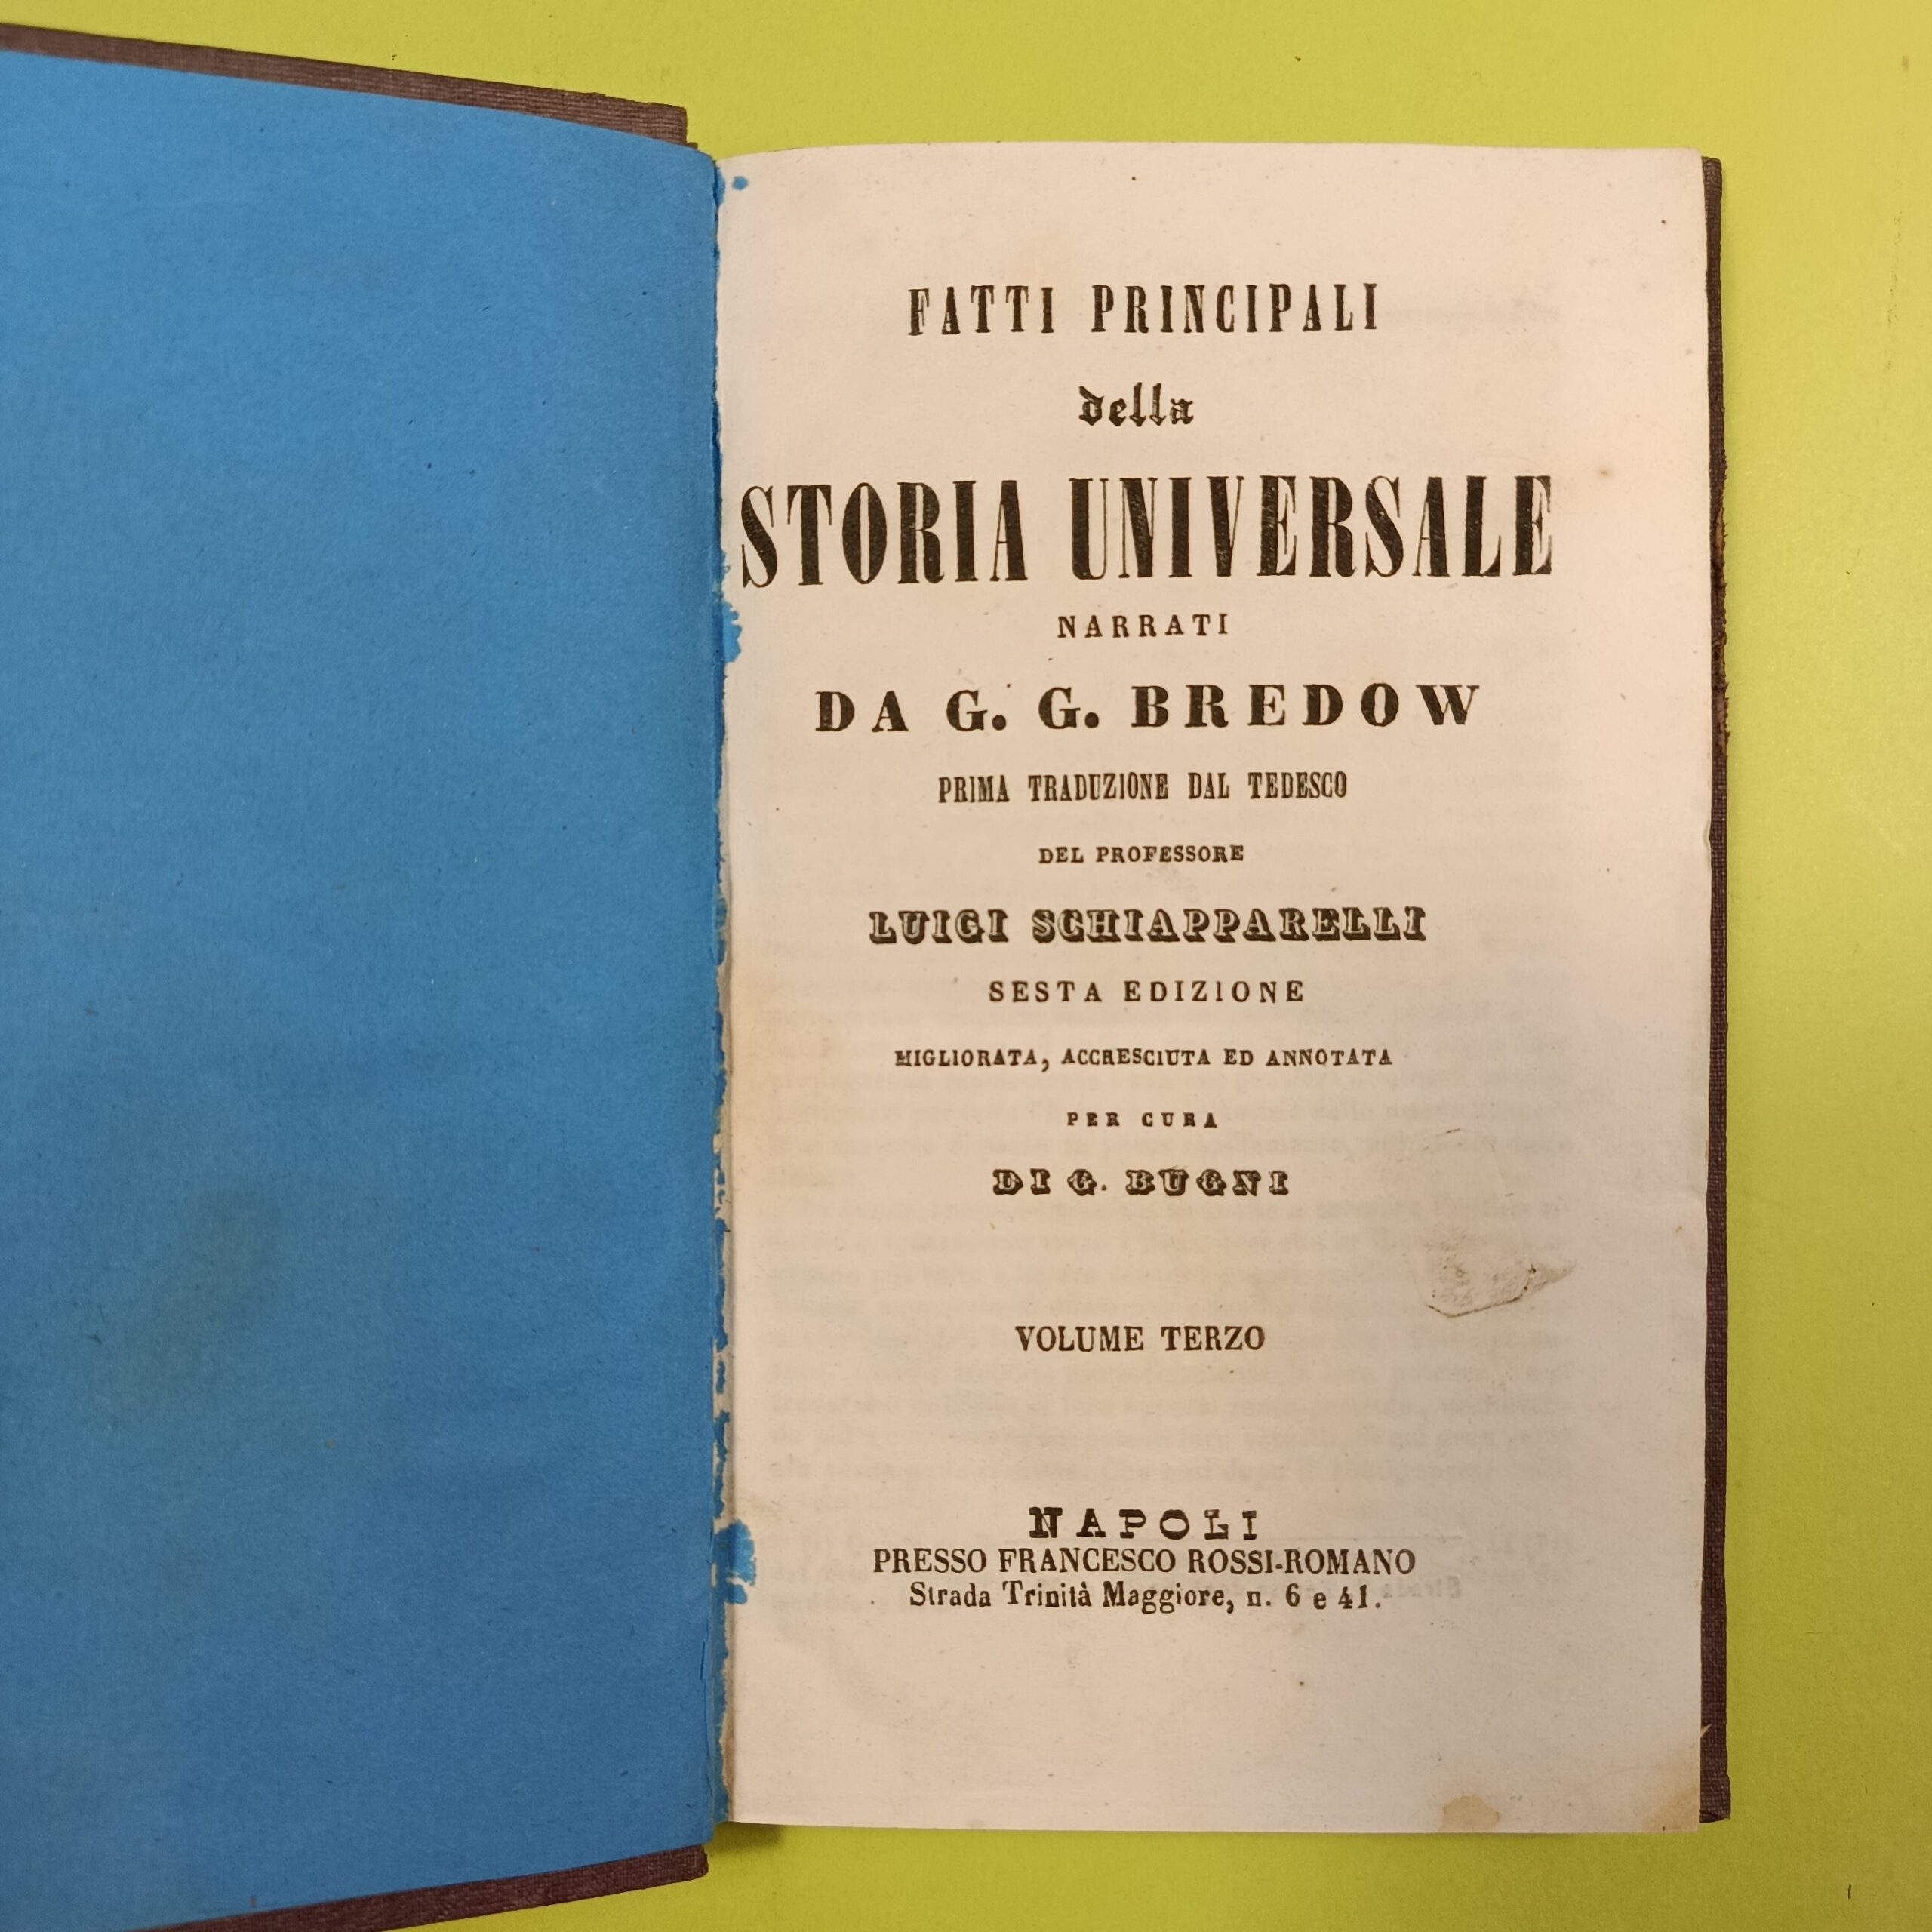 FATTI PRINCIPALI
della
STORIA UNIVERSALE
NARRATI
DA G. G. BREDOW
PRIMA TRADUZIONE DAL TEDESCO
DEL PROFESSORE
LUIGI SCHIAPPARELLI
SESTA EDIZIONE
MIGLIORATA, ACCRESCIUTA ED ANNOTATA
PER CURA
DI G. BUGNI
VOLUME TERZO
NAPOLI
PRESSO FRANCESCO ROSSI-ROMANO
Strada Trinità Maggiore, n. 6 e 41.